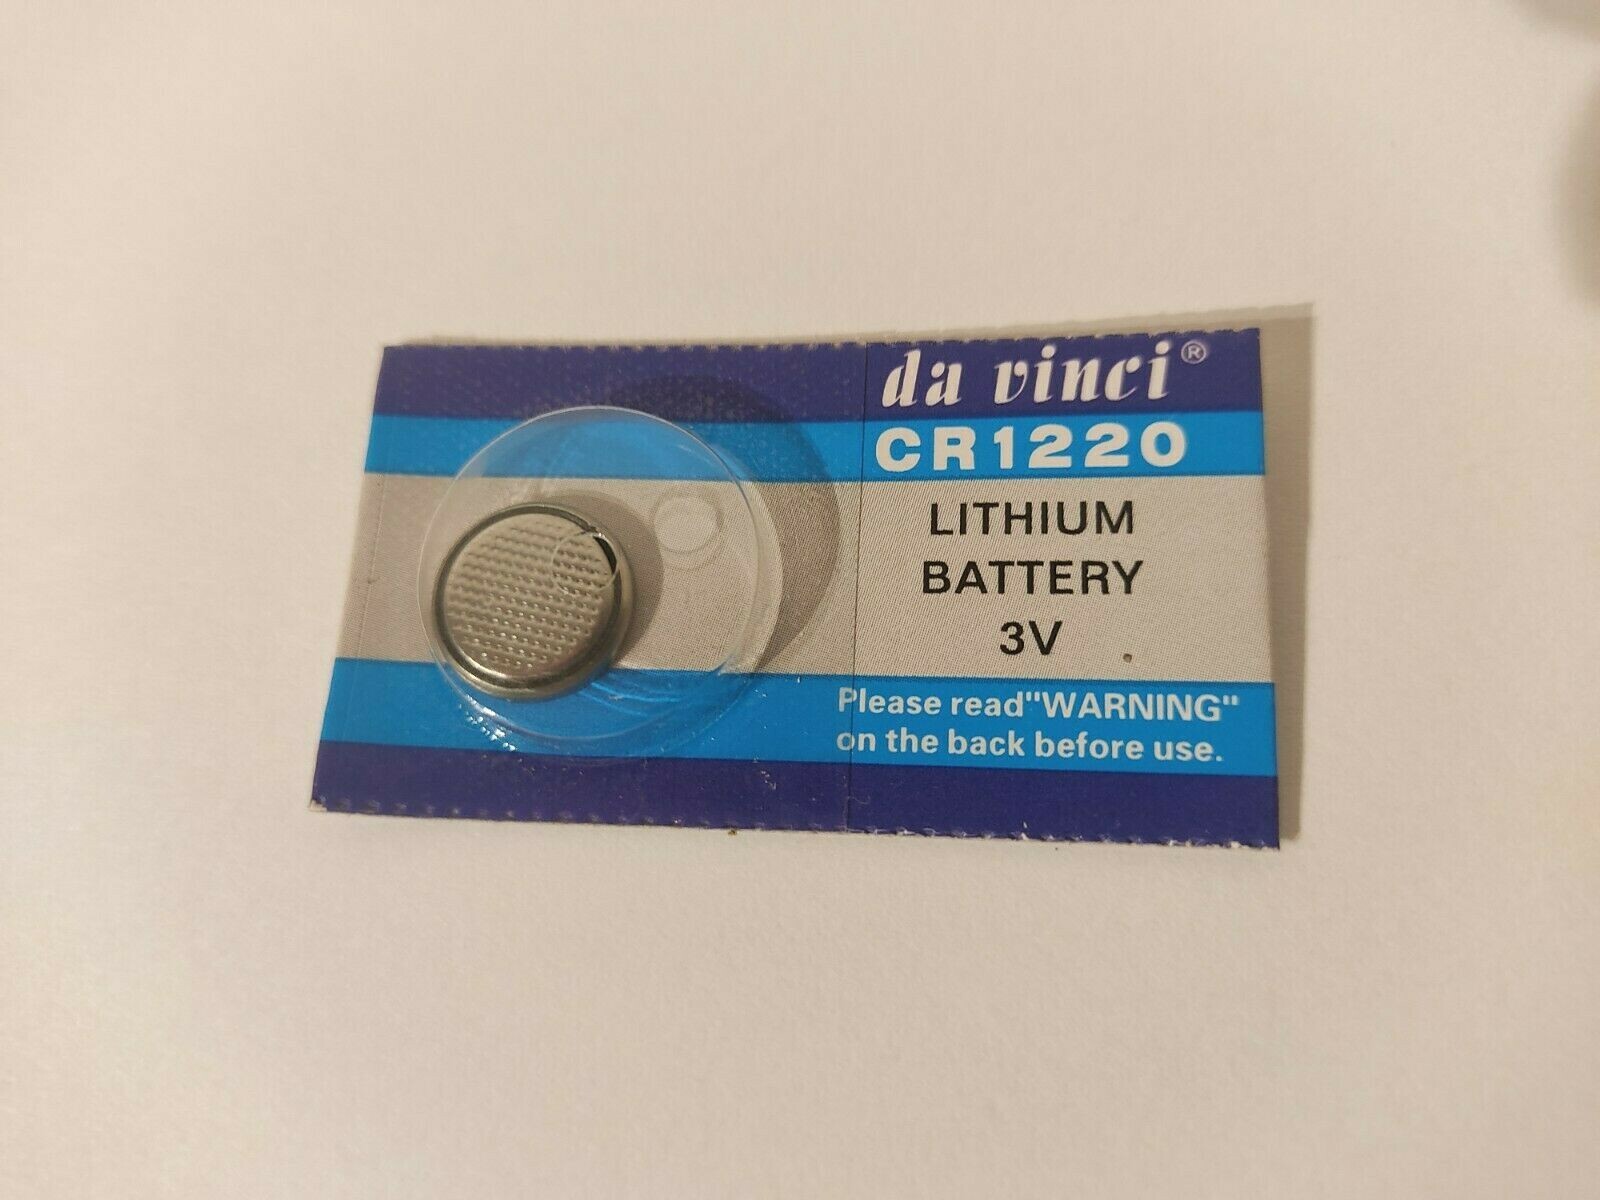 da vinci®
CR1220
LITHIUM
BATTERY
3V
Please read"WARNING"
on the back before use.